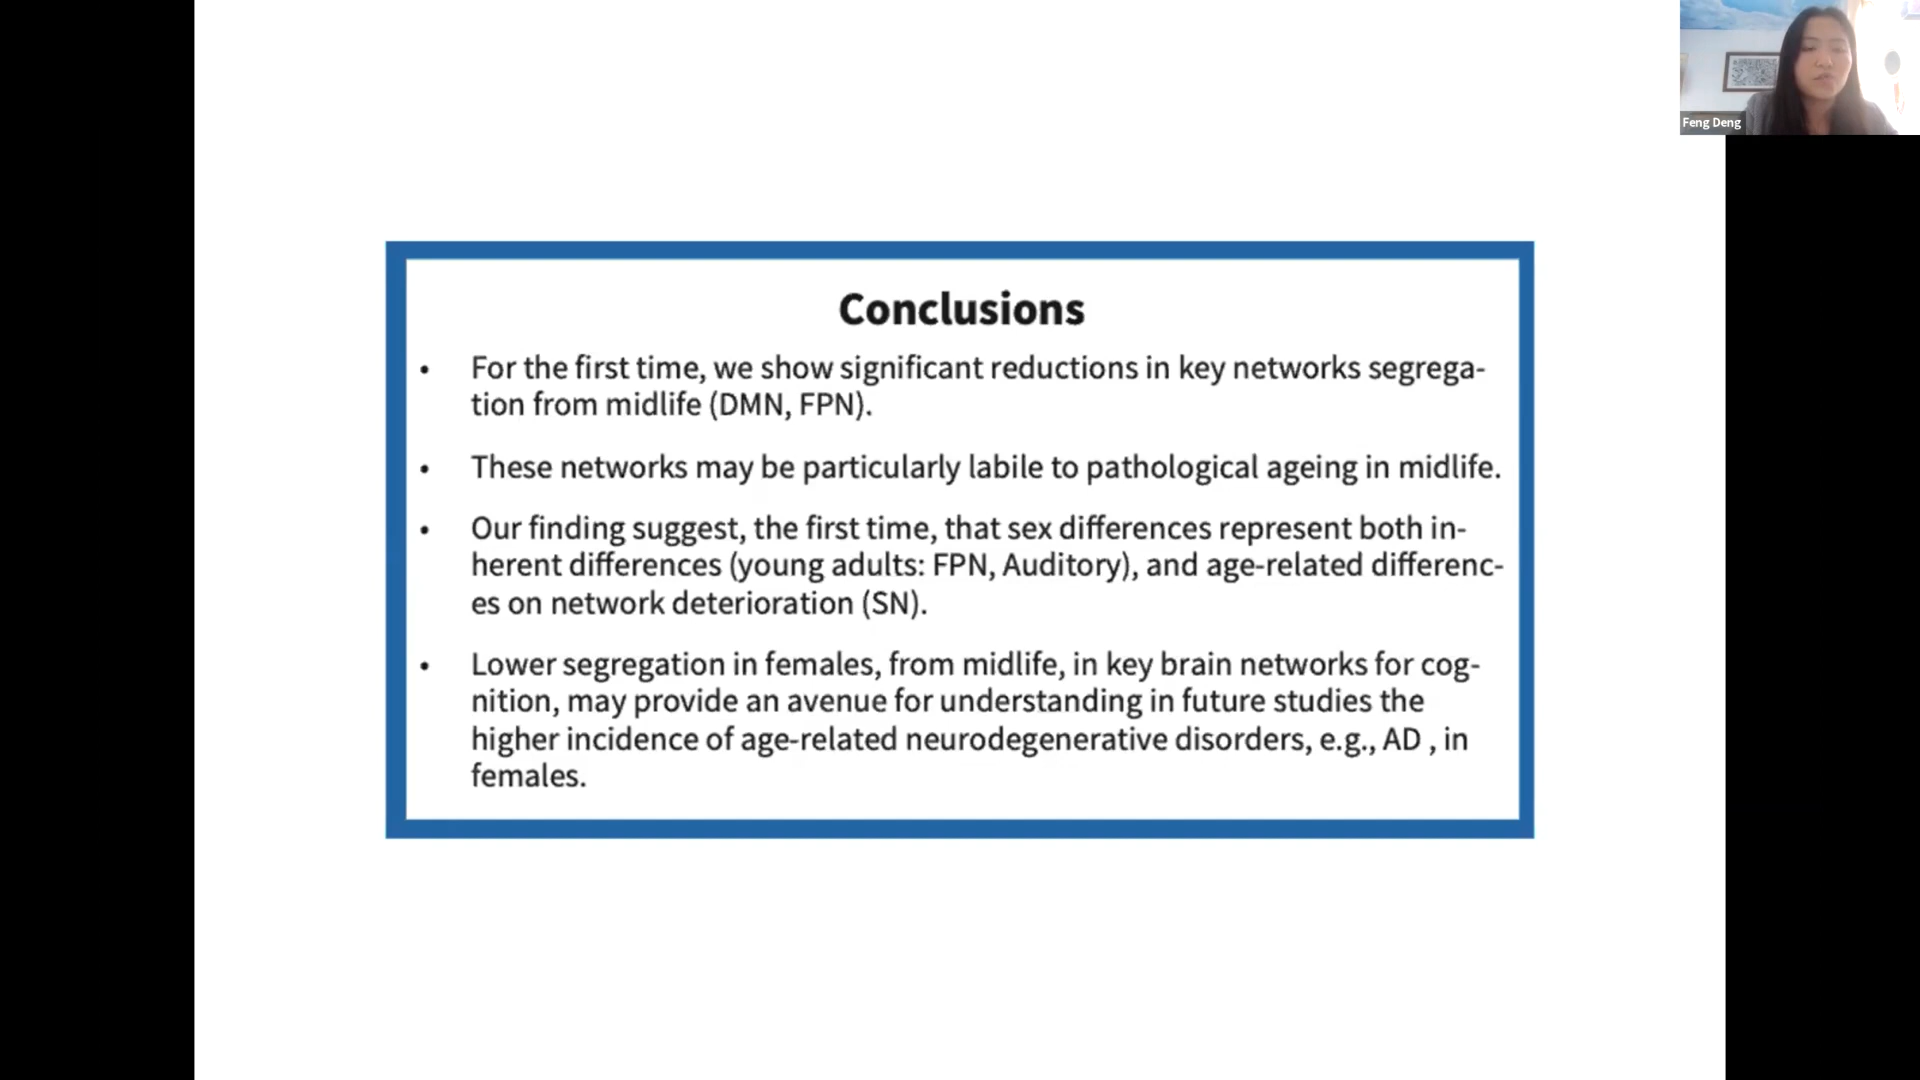 Feng Deng
Conclusions
• For the first time, we show significant reductions in key networks segrega-
tion from midlife (DMN, FPN).
• These networks may be particularly labile to pathological ageing in midlife.
• Our finding suggest, the first time, that sex differences represent both in-
herent differences (young adults: FPN, Auditory), and age-related differenc-
es on network deterioration (SN).
• Lower segregation in females, from midlife, in key brain networks for cog-
nition, may provide an avenue for understanding in future studies the
higher incidence of age-related neurodegenerative disorders, e.g., AD , in
females.